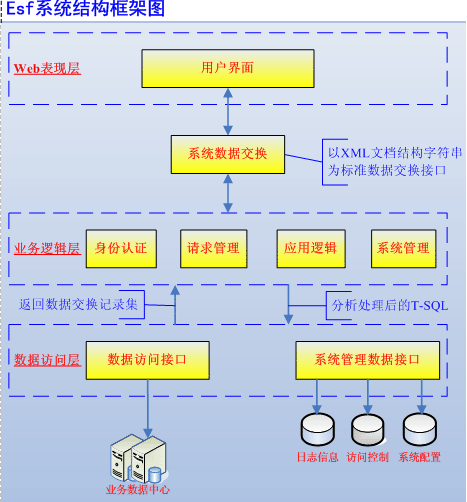 Esf系统结构框架图
Web表现层
用户界面
系统数据交换
以XML文档结构字符串
为标准数据交换接口
业务逻辑层
身份认证
请求管理
应用逻辑
系统管理
返回数据交换记录集
分析处理后的T-SQL
数据访问层
数据访问接口
系统管理数据接口
日志信息
访问控制
系统配置
业务数据中心